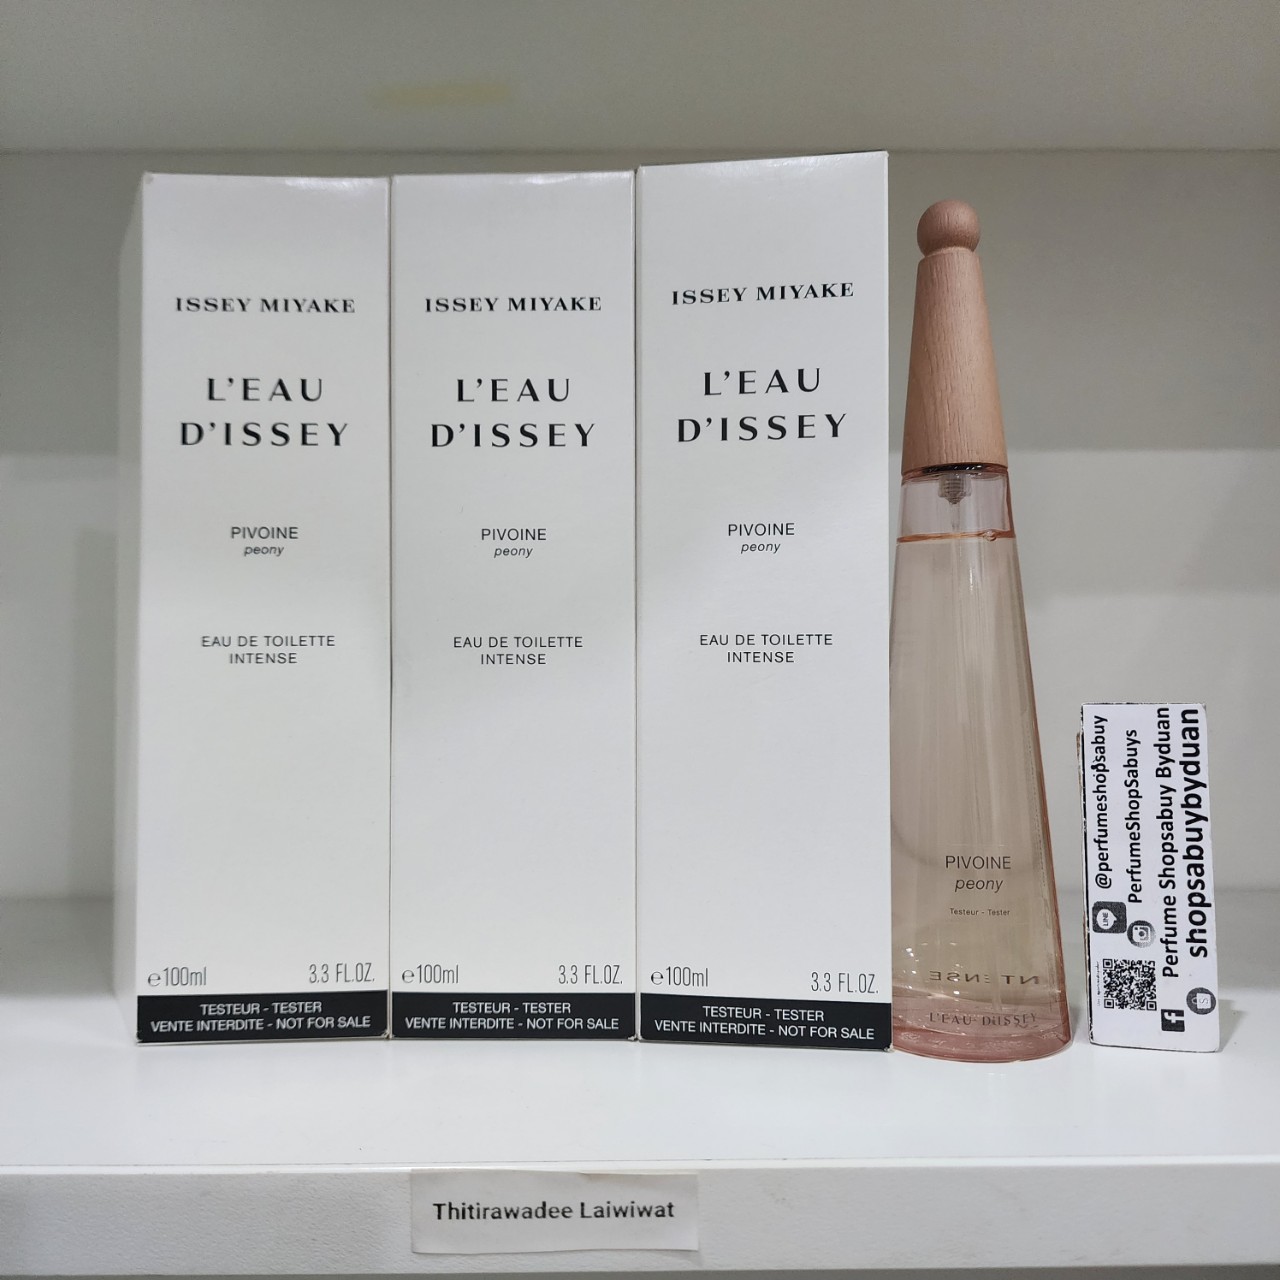 ISSEY MIYAKE
L'EAU
D'ISSEY
PIVOINE
peony
EAU DE TOILETTE
INTENSE
e100ml 3.3 FL.OZ.
TESTEUR - TESTER
VENTE INTERDITE - NOT FOR SALE
ISSEY MIYAKE
L'EAU
D'ISSEY
PIVOINE
peony
EAU DE TOILETTE
INTENSE
e100ml 3.3 FL.OZ.
TESTEUR - TESTER
VENTE INTERDITE - NOT FOR SALE
ISSEY MIYAKE
L'EAU
D'ISSEY
PIVOINE
peony
EAU DE TOILETTE
INTENSE
e100ml 3.3 FL.OZ.
TESTEUR - TESTER
VENTE INTERDITE - NOT FOR SALE
PIVOINE
peony
Testeur - Tester
L'EAU D'ISSEY
LINE @perfumeshopsabuy
PerfumeShopSabuys
Perfume Shopsabuy Byduan
shopsabuybyduan
Thitirawadee Laiwiwat